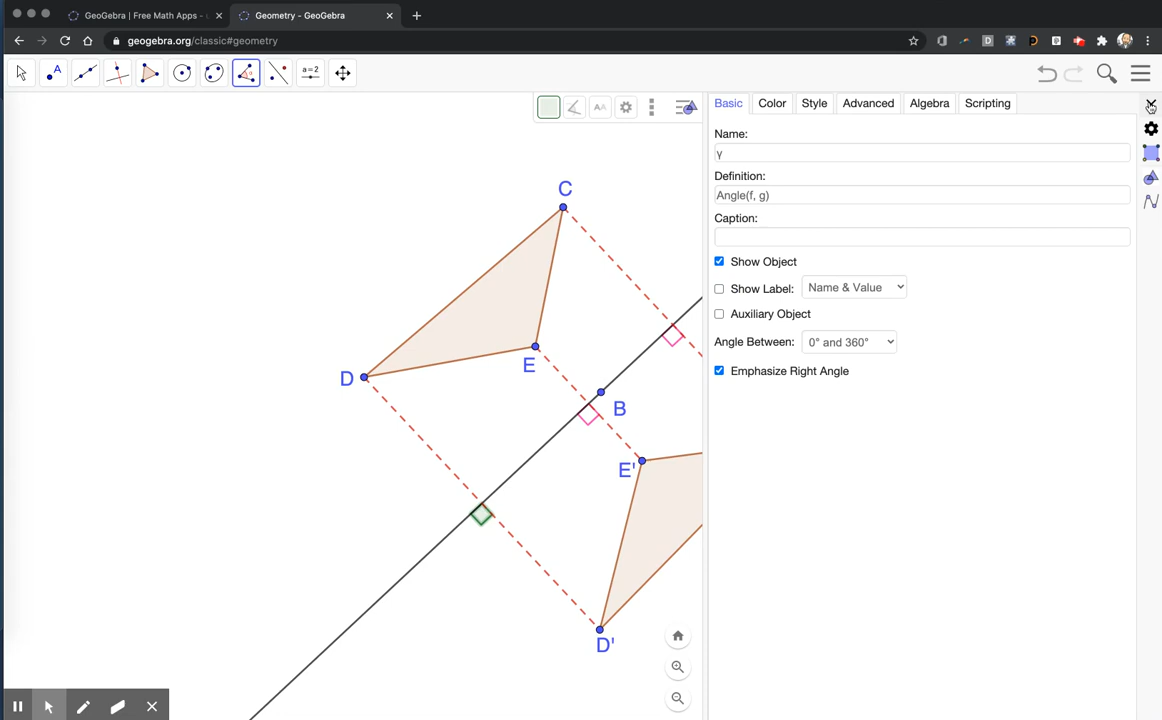 GeoGebra | Free Math Apps -
Geometry - GeoGebra
geogebra.org/classic#geometry
a=2
AA
Basic
Color
Style
Advanced
Algebra
Scripting
Name:
γ
Definition:
Angle(f, g)
Caption:
Show Object
Show Label:
Name & Value
Auxiliary Object
Angle Between:
0° and 360°
Emphasize Right Angle
C
D
E
B
E'
D'